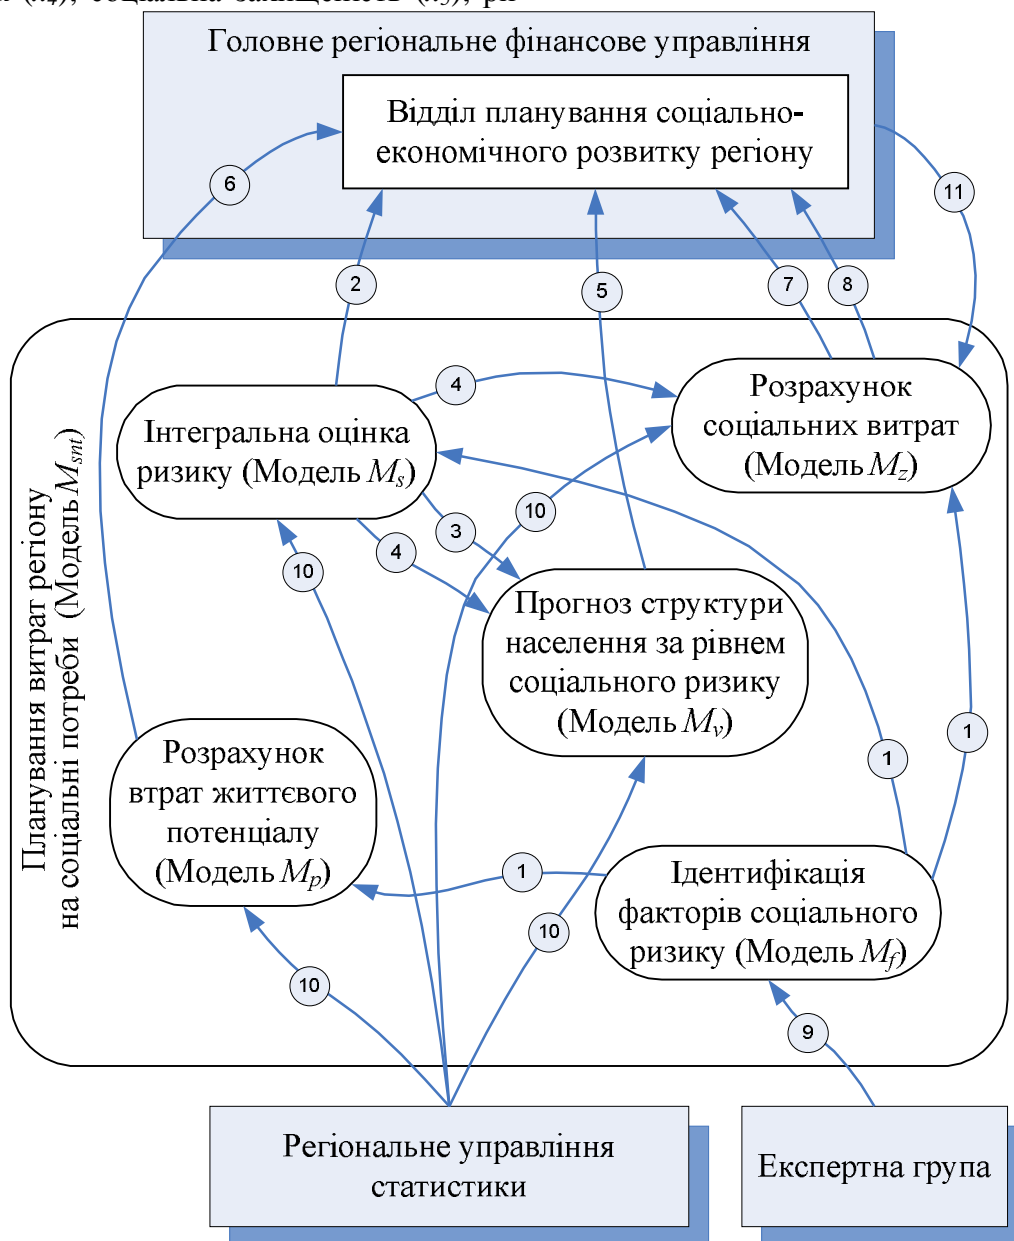 соціальна захищеність
Головне регіональне фінансове управління
Відділ планування соціально-
економічного розвитку регіону
6
11
2
5
7
8
Планування витрат регіону
на соціальні потреби (Модель Msnt)
4
Розрахунок
соціальних витрат
(Модель Mz)
Інтегральна оцінка
ризику (Модель Ms)
10
3
4
10
Прогноз структури
населення за рівнем
соціального ризику
(Модель Mv)
1
1
Розрахунок
втрат життєвого
потенціалу
(Модель Mp)
1
Ідентифікація
факторів соціального
ризику (Модель Mf)
10
10
9
Регіональне управління
статистики
Експертна група